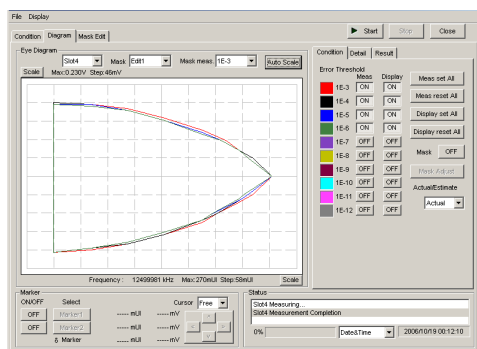 File Display
Condition Diagram Mask Edit
Start Stop Close
Eye Diagram
Slot4 Mask Edit1 Mask meas. 1E-3 Auto Scale
Scale Max:0.230V Step:46mV
Frequency: 12499981 kHz Max:270mUI Step:58mUI Scale
Condition Detail Result
Error Threshold
Meas Display
1E-3 ON ON
1E-4 ON ON
1E-5 ON ON
1E-6 ON ON
1E-7 OFF OFF
1E-8 OFF OFF
1E-9 OFF OFF
1E-10 OFF OFF
1E-11 OFF OFF
1E-12 OFF OFF
Meas set All
Meas reset All
Display set All
Display reset All
Mask OFF
Mask Adjust
Actual/Estimate
Actual
Marker
ON/OFF Select Cursor Free
OFF Marker1 ----- mUI -----mV
OFF Marker2 ----- mUI -----mV
δ Marker ----- mUI -----mV
Status
Slot4 Measuring...
Slot4 Measurement Completion
0% Date&Time 2006/10/19 00:12:10